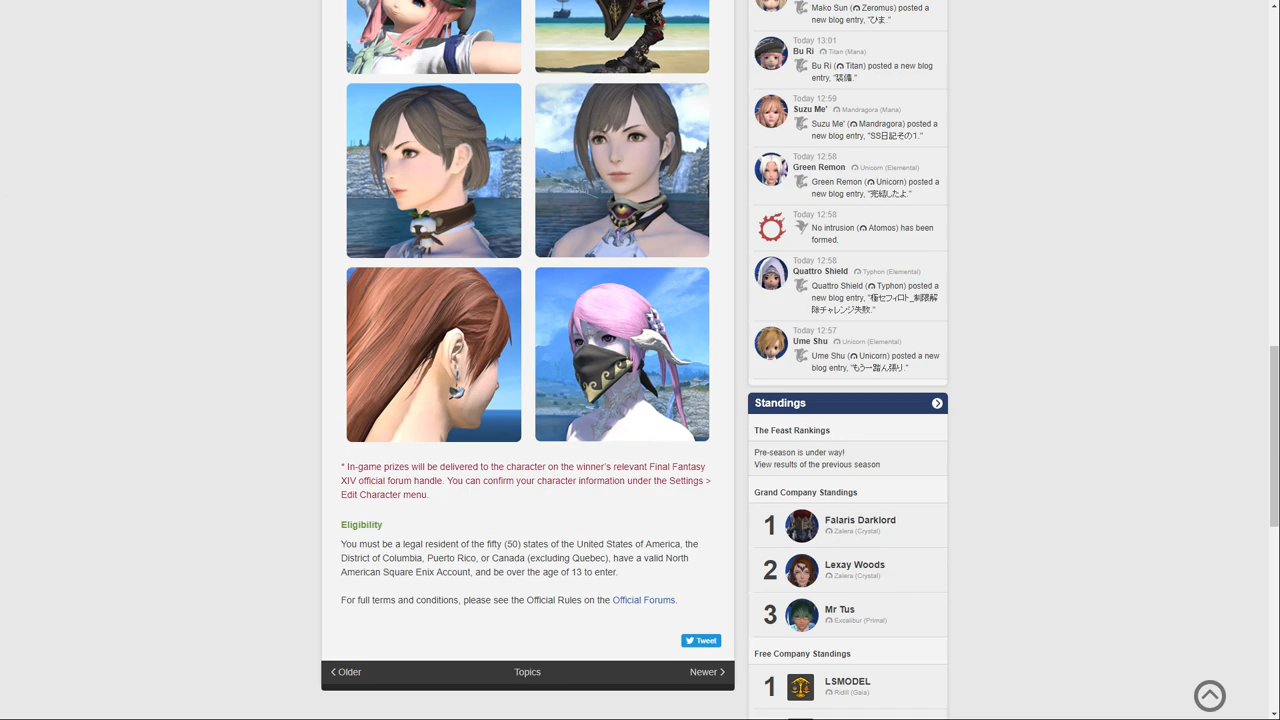 * In-game prizes will be delivered to the character on the winner's relevant Final Fantasy
XIV official forum handle. You can confirm your character information under the Settings >
Edit Character menu.
Eligibility
You must be a legal resident of the fifty (50) states of the United States of America, the
District of Columbia, Puerto Rico, or Canada (excluding Quebec), have a valid North
American Square Enix Account, and be over the age of 13 to enter.
For full terms and conditions, please see the Official Rules on the Official Forums.
Tweet
Older
Topics
Newer
Mako Sun (Zeromus) posted a
new blog entry, "ひま."
Today 13:01
Bu Ri Titan (Mana)
Bu Ri (Titan) posted a new blog
entry, "装備."
Today 12:59
Suzu Me' Mandragora (Mana)
Suzu Me' (Mandragora) posted a
new blog entry, "SS日記その1."
Today 12:58
Green Remon Unicorn (Elemental)
Green Remon (Unicorn) posted a
new blog entry, "完結したよ."
Today 12:58
No intrusion (Atomos) has been
formed.
Today 12:58
Quattro Shield Typhon (Elemental)
Quattro Shield (Typhon) posted a
new blog entry, "極セフィロト_制限解
除チャレンジ失敗."
Today 12:57
Ume Shu Unicorn (Elemental)
Ume Shu (Unicorn) posted a new
blog entry, "もう一踏ん張り."
Standings
The Feast Rankings
Pre-season is under way!
View results of the previous season
Grand Company Standings
1 Falaris Darklord
Zalera (Crystal)
2 Lexay Woods
Zalera (Crystal)
3 Mr Tus
Excalibur (Primal)
Free Company Standings
1 LSMODEL
Ridill (Gaia)